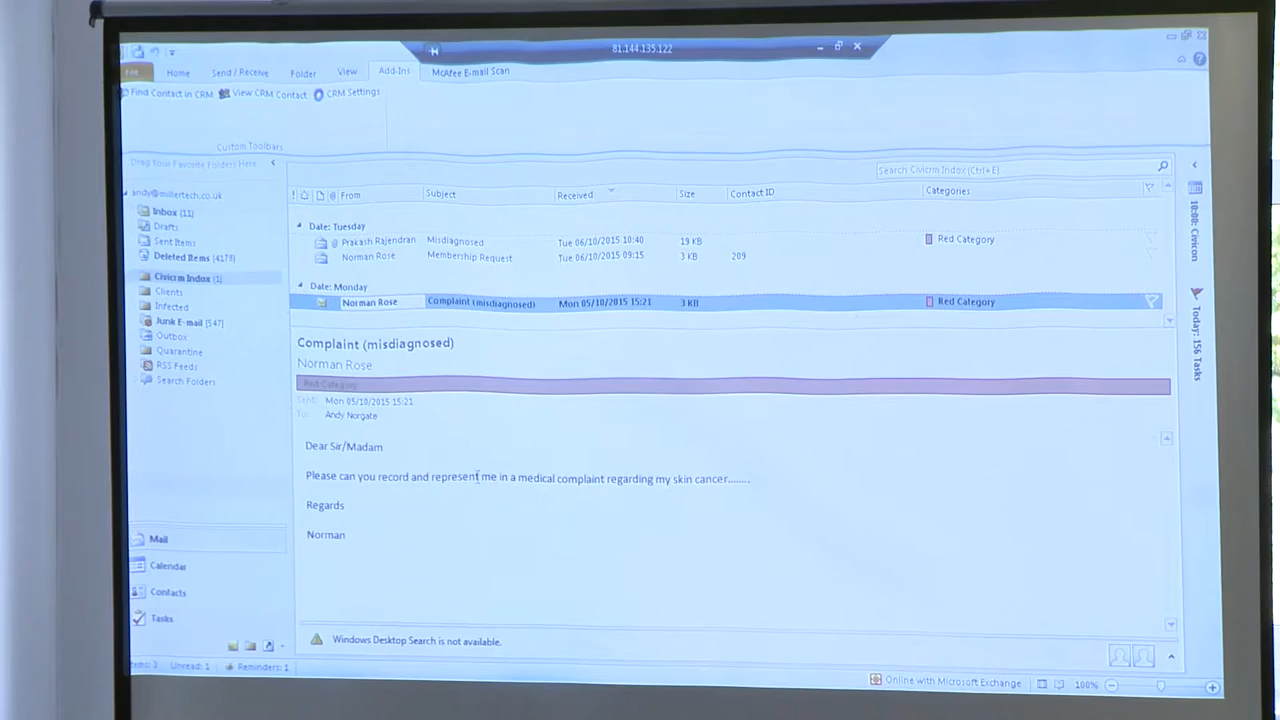 81.144.135.122
File Home Send / Receive Folder View Add-Ins McAfee E-mail Scan
Find Contact in CRM View CRM Contact CRM Settings
Custom Toolbars
Drag Your Favorite Folders Here
Search Civicrm Indox (Ctrl+E)
andy@millertech.co.uk
Inbox (11)
Drafts
Sent Items
Deleted Items (4178)
Civicrm Indox (1)
Clients
Infected
Junk E-mail [547]
Outbox
Quarantine
RSS Feeds
Search Folders
Mail
Calendar
Contacts
Tasks
From Subject Received Size Contact ID Categories
Date: Tuesday
Prakash Rajendran Misdiagnosed Tue 06/10/2015 10:40 19 KB Red Category
Norman Rose Membership Request Tue 06/10/2015 09:15 3 KB 209
Date: Monday
Norman Rose Complaint (misdiagnosed) Mon 05/10/2015 15:21 3 KB Red Category
Complaint (misdiagnosed)
Norman Rose
Red Category
Sent: Mon 05/10/2015 15:21
To: Andy Norgate
Dear Sir/Madam
Please can you record and represent me in a medical complaint regarding my skin cancer........
Regards
Norman
Windows Desktop Search is not available.
10:00: Civicon
Today: 156 Tasks
Items: 3 Unread: 1 Reminders: 1
Online with Microsoft Exchange 100%